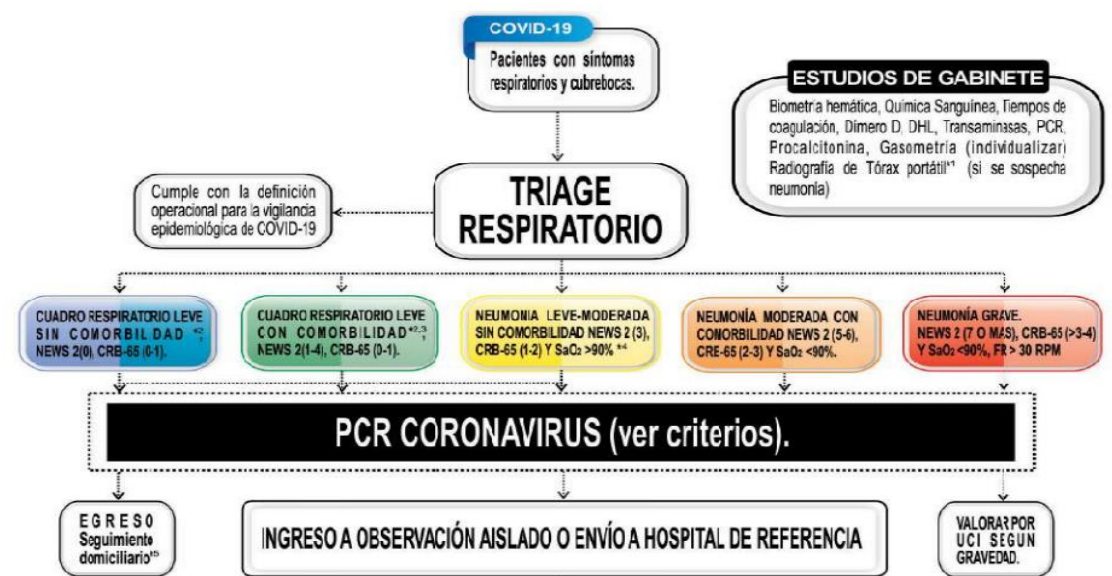 COVID-19
Pacientes con síntomas
respiratorios y cubrebocas.
ESTUDIOS DE GABINETE
Biometría hemática, Química Sanguínea, Tiempos de
coagulación, Dímero D, DHL, Transaminasas, PCR,
Procalcitonina, Gasometría (individualizar)
Radiografía de Tórax portátil*1 (si se sospecha
neumonía)
TRIAGE
RESPIRATORIO
Cumple con la definición
operacional para la vigilancia
epidemiológica de COVID-19
CUADRO RESPIRATORIO LEVE
SIN COMORBILDAD *2,
NEWS 2(0), CRB-65 (0-1).
CUADRO RESPIRATORIO LEVE
CON COMORBILIDAD *2,3,
NEWS 2(1-4), CRB-65 (0-1).
NEUMONIA LEVE-MODERADA
SIN COMORBILIDAD NEWS 2 (3),
CRB-65 (1-2) Y SaO2 >90% *4
NEUMONÍA MODERADA CON
COMORBILIDAD NEWS 2 (5-6),
CRE-65 (2-3) Y SaO2 <90%.
NEUMONÍA GRAVE.
NEWS 2 (7 O MAS), CRB-65 (>3-4)
Y SaO2 <90%, FR > 30 RPM
PCR CORONAVIRUS (ver criterios).
EGRESO
Seguimiento
domiciliario*5
INGRESO A OBSERVACIÓN AISLADO O ENVÍO A HOSPITAL DE REFERENCIA
VALORAR POR
UCI SEGUN
GRAVEDAD.